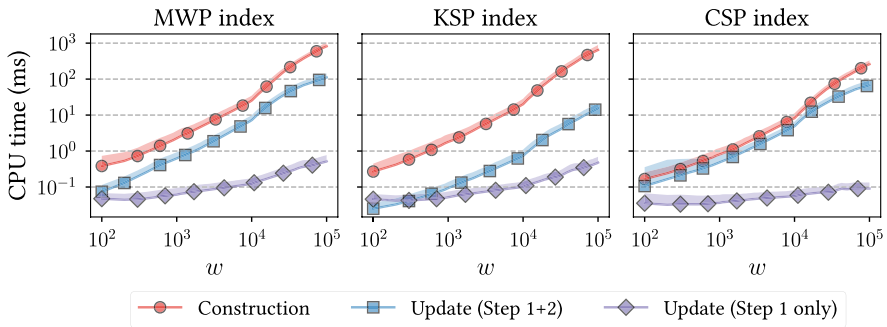 MWP index KSP index CSP index
CPU time (ms)
10³
10²
10¹
10⁰
10⁻¹
10² 10³ 10⁴ 10⁵ 10² 10³ 10⁴ 10⁵ 10² 10³ 10⁴ 10⁵
w w w
Construction Update (Step 1+2) Update (Step 1 only)